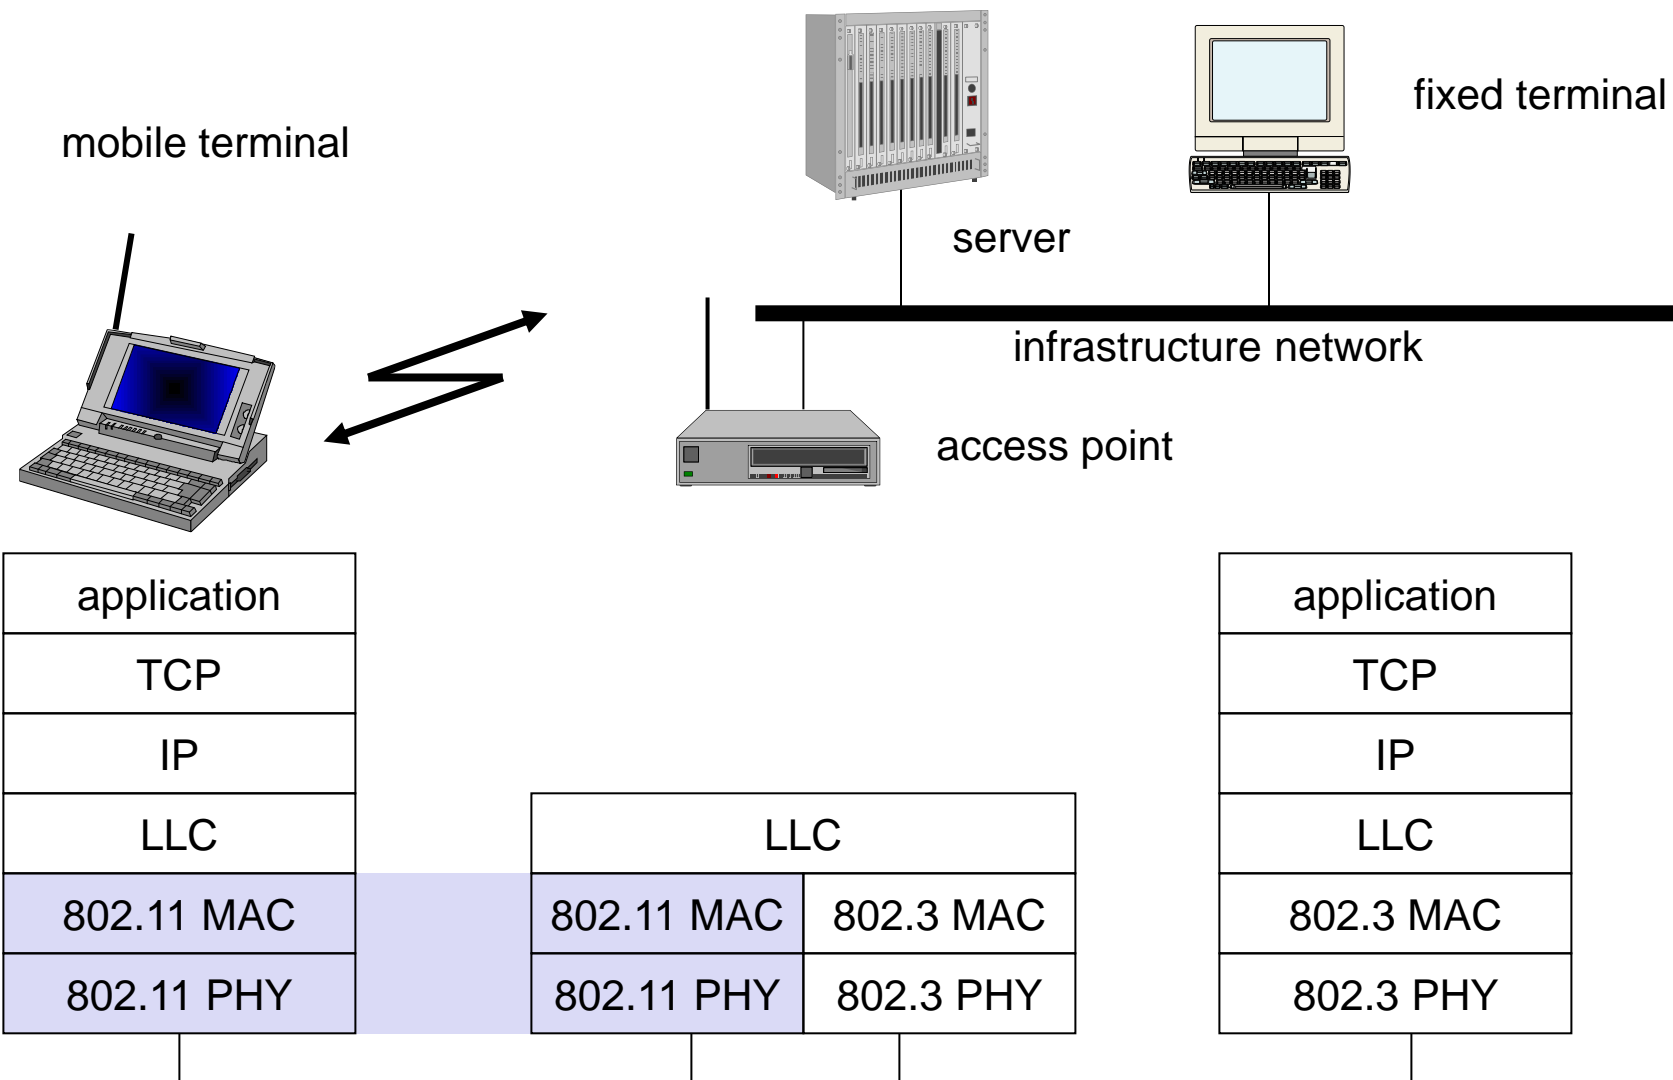 fixed terminal
mobile terminal
server
infrastructure network
access point
application
TCP
IP
LLC
802.11 MAC
802.11 PHY
LLC
802.11 MAC
802.3 MAC
802.11 PHY
802.3 PHY
application
TCP
IP
LLC
802.3 MAC
802.3 PHY